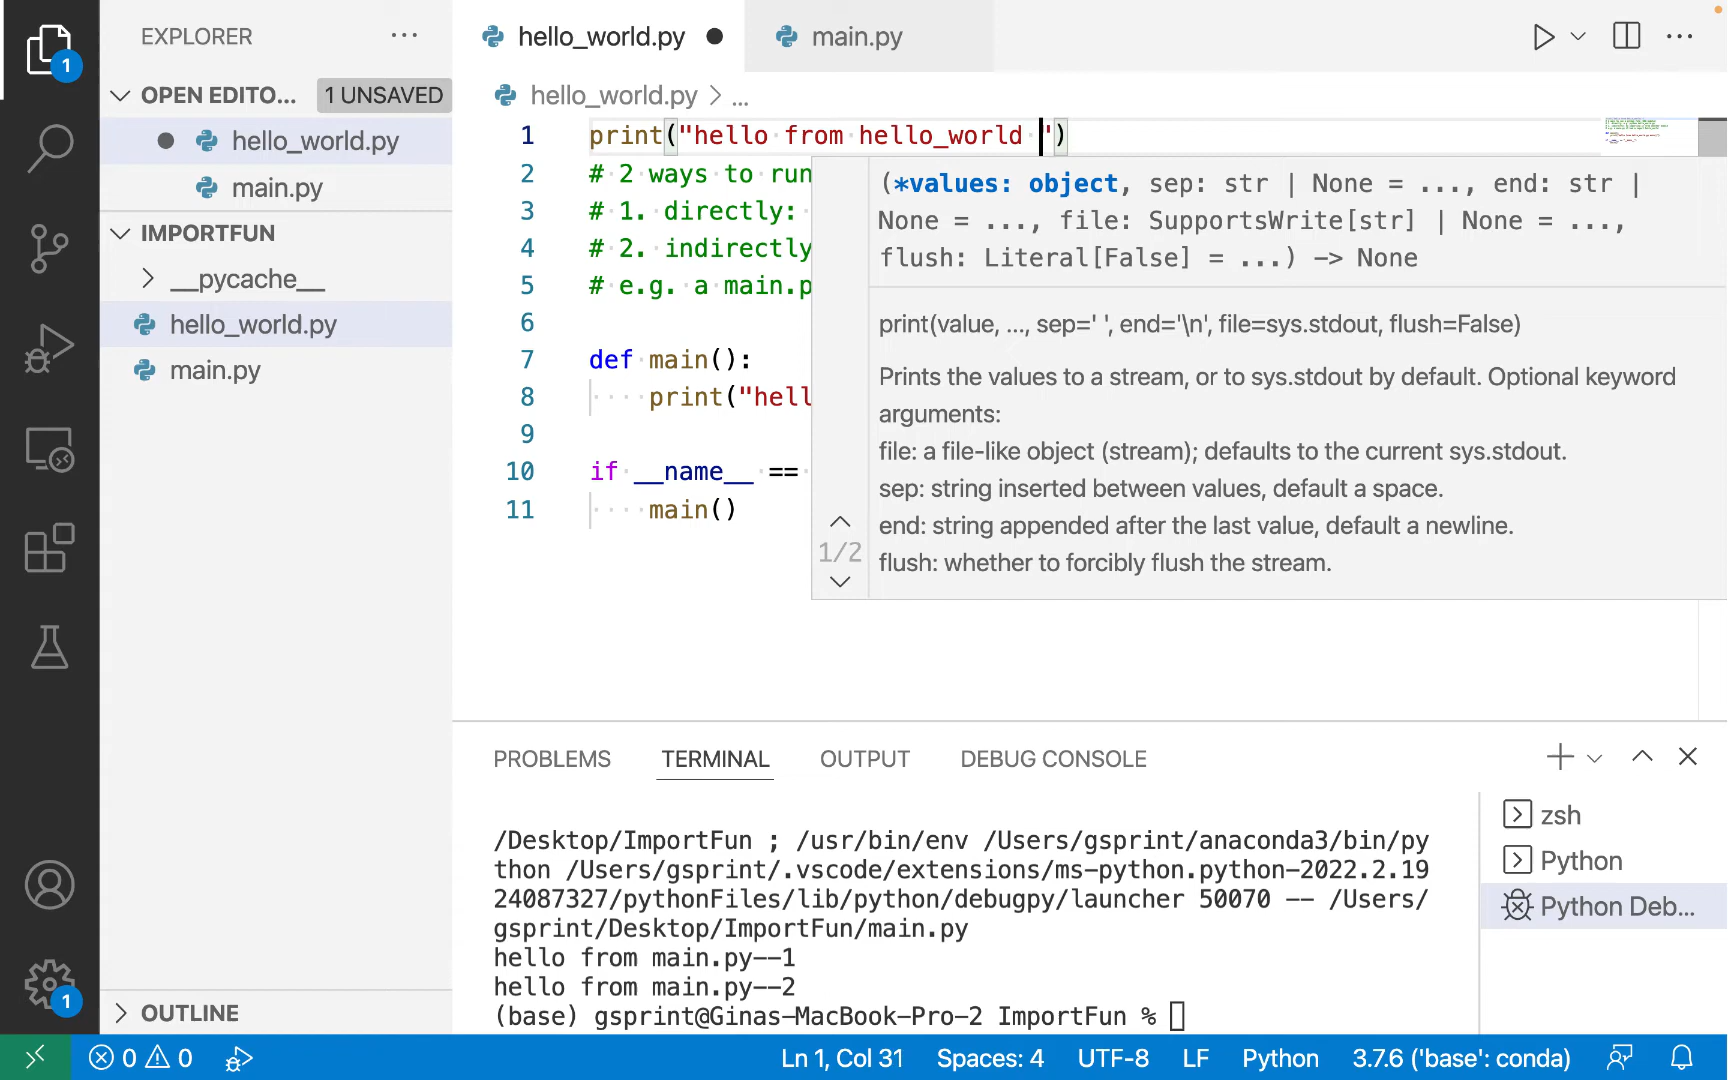 1
EXPLORER
OPEN EDITO...
1 UNSAVED
hello_world.py
main.py
IMPORTFUN
__pycache__
hello_world.py
main.py
OUTLINE
1
hello_world.py
main.py
hello_world.py > ...
1 print("hello from hello_world ")
2 # 2 ways to run
3 # 1. directly:
4 # 2. indirectly
5 # e.g. a main.p
6
7 def main():
8 print("hell
9
10 if __name__ ==
11 main()
(*values: object, sep: str | None = ..., end: str |
None = ..., file: SupportsWrite[str] | None = ...,
flush: Literal[False] = ...) -> None
print(value, ..., sep=' ', end='\n', file=sys.stdout, flush=False)
Prints the values to a stream, or to sys.stdout by default. Optional keyword
arguments:
file: a file-like object (stream); defaults to the current sys.stdout.
sep: string inserted between values, default a space.
end: string appended after the last value, default a newline.
flush: whether to forcibly flush the stream.
1/2
PROBLEMS TERMINAL OUTPUT DEBUG CONSOLE
/Desktop/ImportFun ; /usr/bin/env /Users/gsprint/anaconda3/bin/py
thon /Users/gsprint/.vscode/extensions/ms-python.python-2022.2.19
24087327/pythonFiles/lib/python/debugpy/launcher 50070 -- /Users/
gsprint/Desktop/ImportFun/main.py
hello from main.py--1
hello from main.py--2
(base) gsprint@Ginas-MacBook-Pro-2 ImportFun %
zsh
Python
Python Deb...
0 0
Ln 1, Col 31 Spaces: 4 UTF-8 LF Python 3.7.6 ('base': conda)